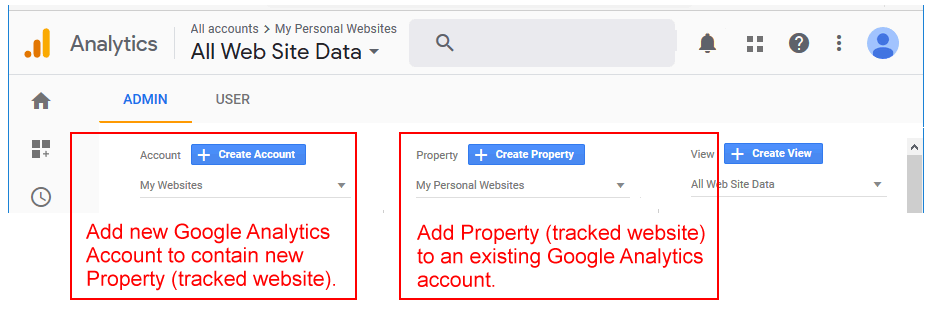 Analytics
All accounts > My Personal Websites
All Web Site Data
ADMIN USER
Account + Create Account
My Websites
Property + Create Property
My Personal Websites
View + Create View
All Web Site Data
Add new Google Analytics
Account to contain new
Property (tracked website).
Add Property (tracked website)
to an existing Google Analytics
account.